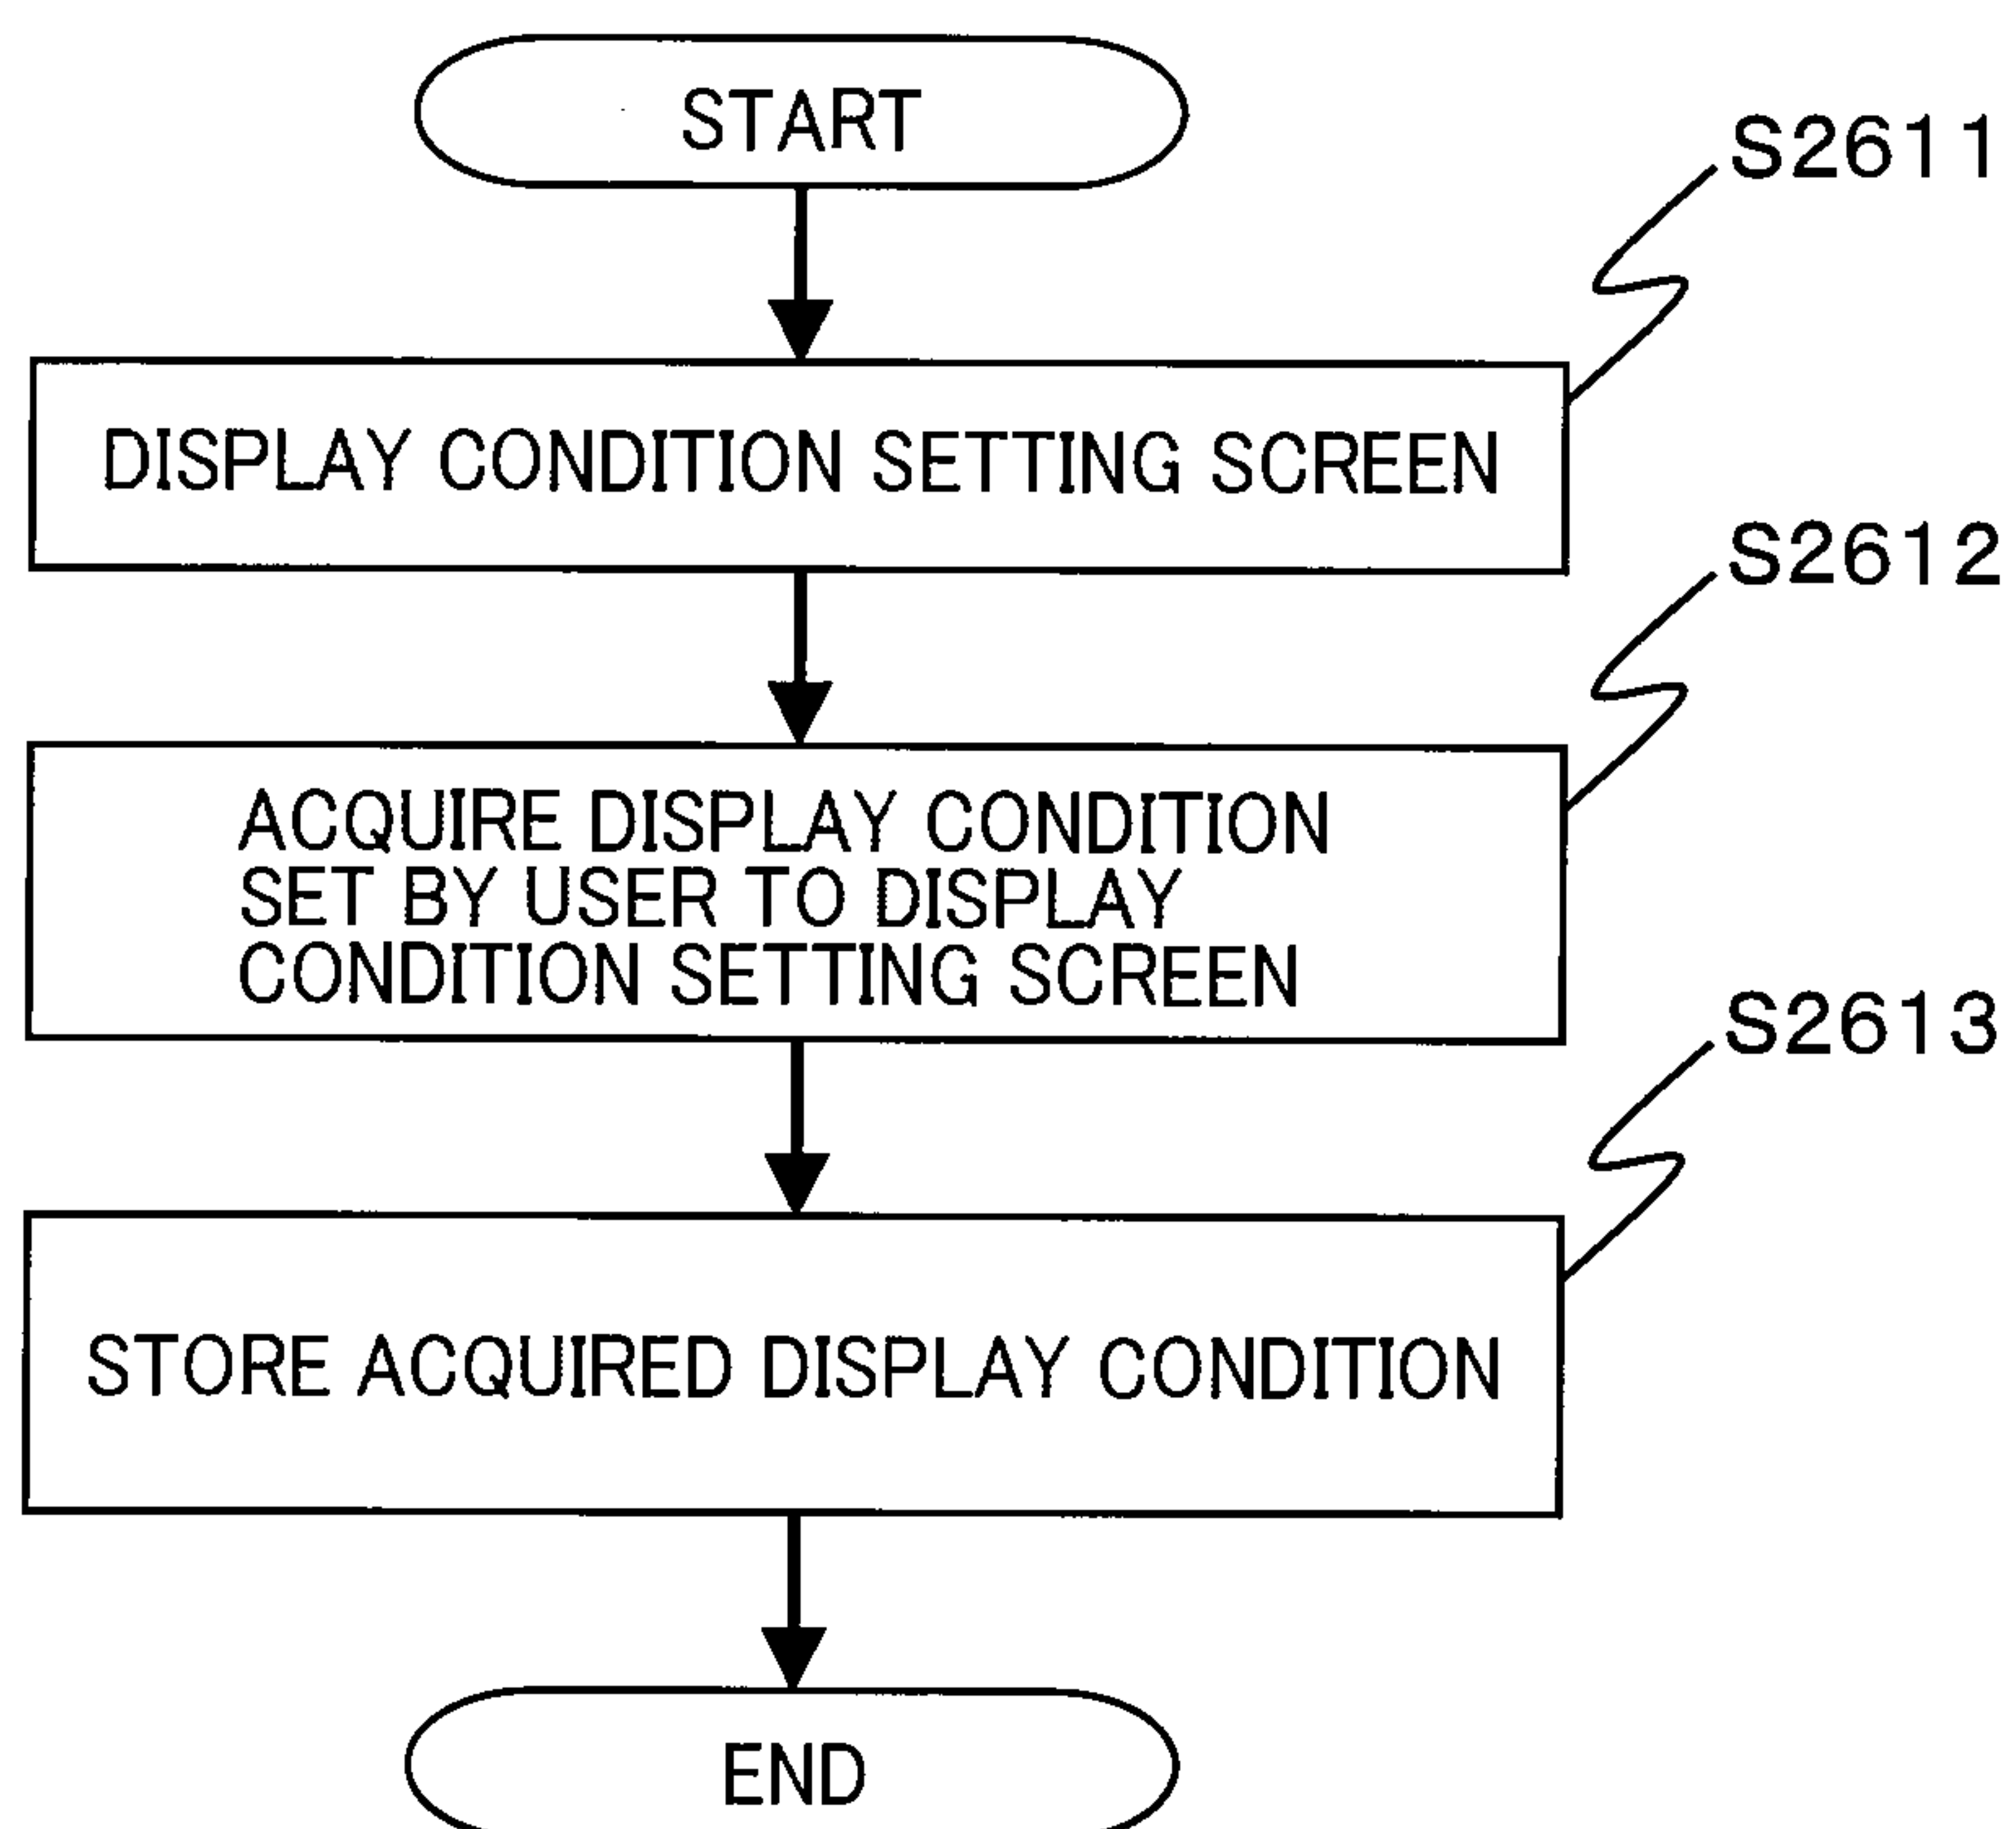 START
S2611
DISPLAY CONDITION SETTING SCREEN
S2612
ACQUIRE DISPLAY CONDITION
SET BY USER TO DISPLAY
CONDITION SETTING SCREEN
S2613
STORE ACQUIRED DISPLAY CONDITION
END